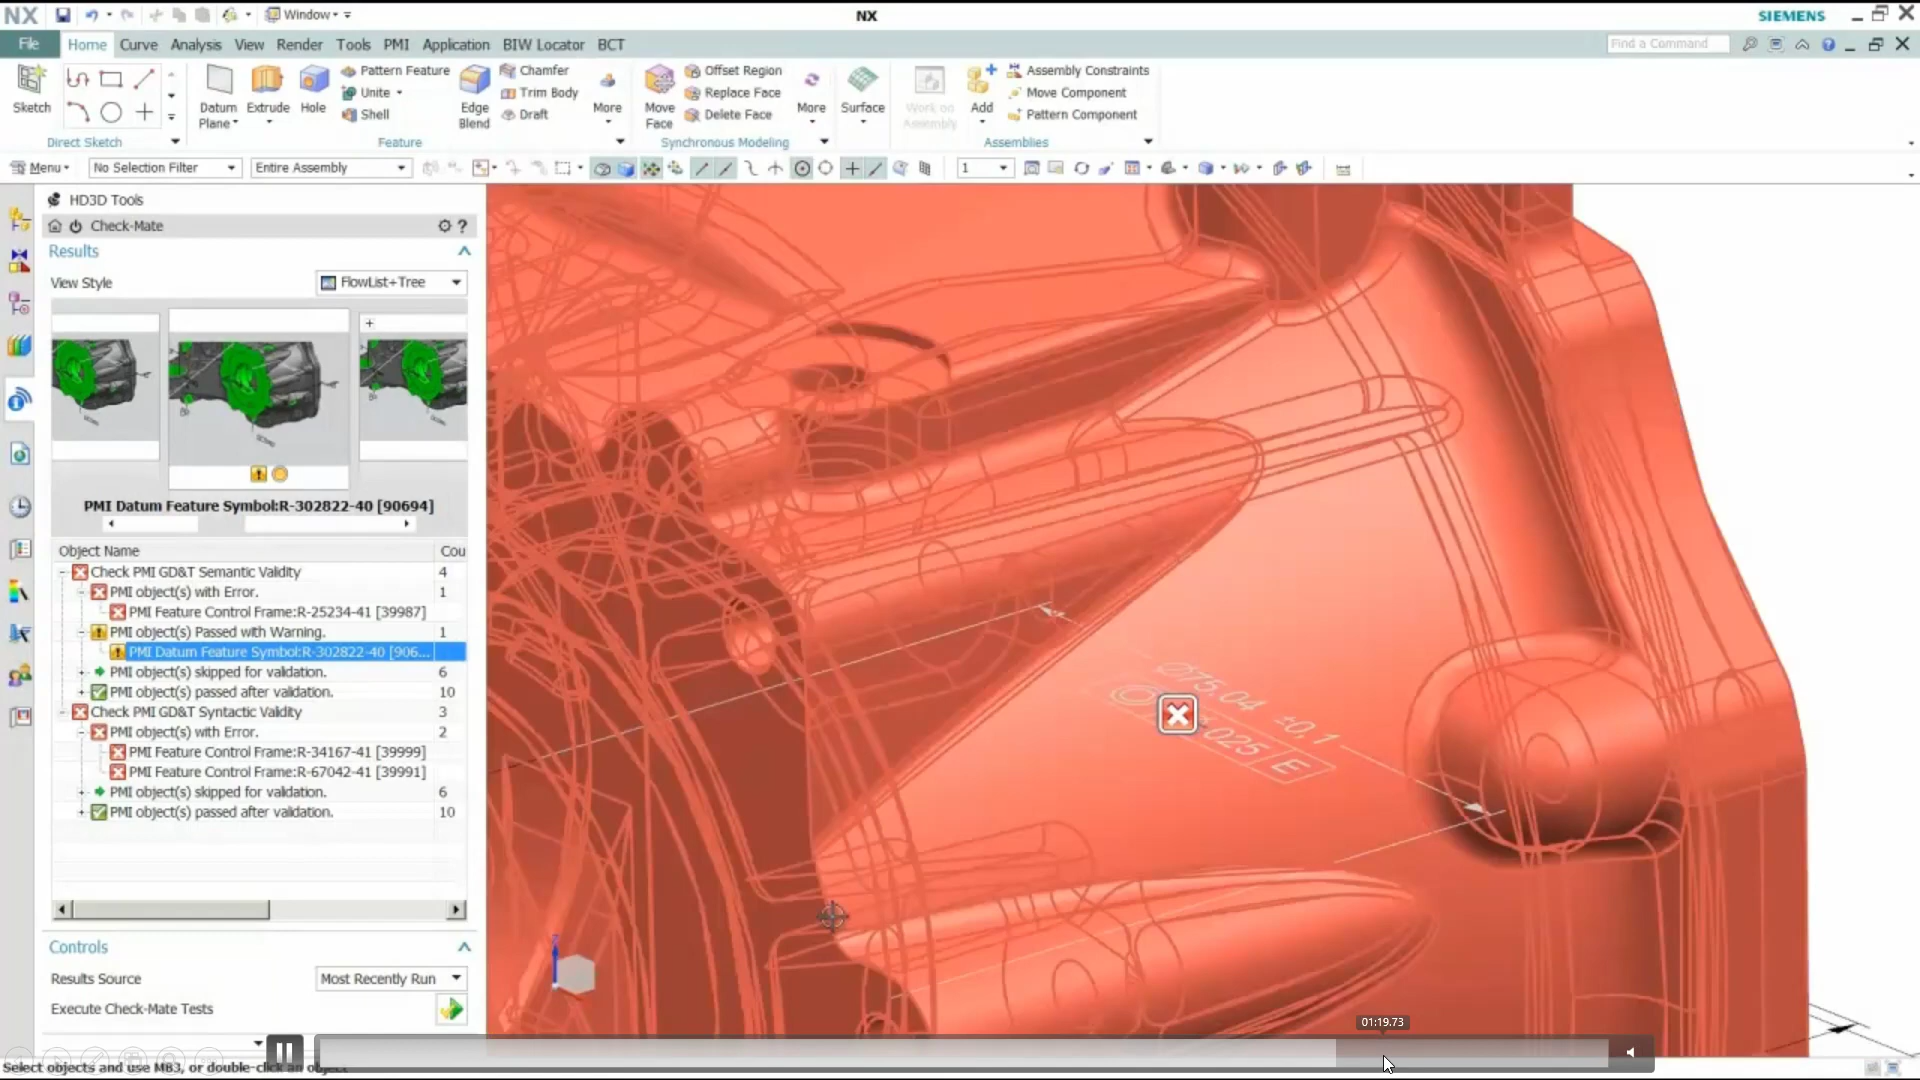 NX
Window
NX
SIEMENS
File
Home
Curve
Analysis
View
Render
Tools
PMI
Application
BIW Locator
BCT
Find a Command
Sketch
Datum
Plane
Extrude
Hole
Pattern Feature
Unite
Shell
Edge
Blend
Chamfer
Trim Body
Draft
More
Move
Face
Offset Region
Replace Face
Delete Face
More
Surface
Work on
Assembly
Add
Assembly Constraints
Move Component
Pattern Component
Direct Sketch
Feature
Synchronous Modeling
Assemblies
Menu
No Selection Filter
Entire Assembly
1
HD3D Tools
Check-Mate
Results
View Style
FlowList+Tree
PMI Datum Feature Symbol:R-302822-40 [90694]
Object Name
Cou
Check PMI GD&T Semantic Validity
4
PMI object(s) with Error.
1
PMI Feature Control Frame:R-25234-41 [39987]
PMI object(s) Passed with Warning.
1
PMI Datum Feature Symbol:R-302822-40 [906...
PMI object(s) skipped for validation.
6
PMI object(s) passed after validation.
10
Check PMI GD&T Syntactic Validity
3
PMI object(s) with Error.
2
PMI Feature Control Frame:R-34167-41 [39999]
PMI Feature Control Frame:R-67042-41 [39991]
PMI object(s) skipped for validation.
6
PMI object(s) passed after validation.
10
Controls
Results Source
Most Recently Run
Execute Check-Mate Tests
Ø75.04 ±0,1
025 E
01:19.73
Select objects and use MB3, or double-click an object